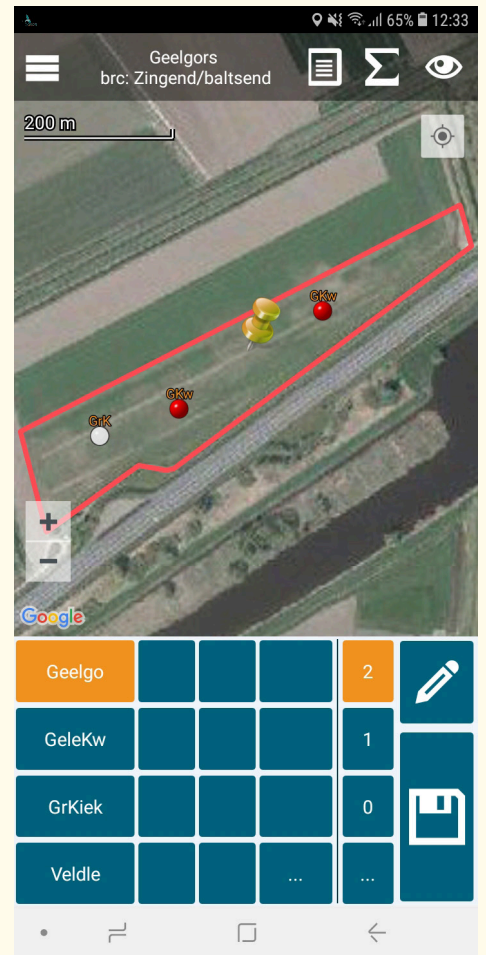 65% 12:33
Geelgors
brc: Zingend/baltsend
200 m
GKw
GKw
GrK
+
−
Google
Geelgo 2
GeleKw 1
GrKiek 0
Veldle ... ...